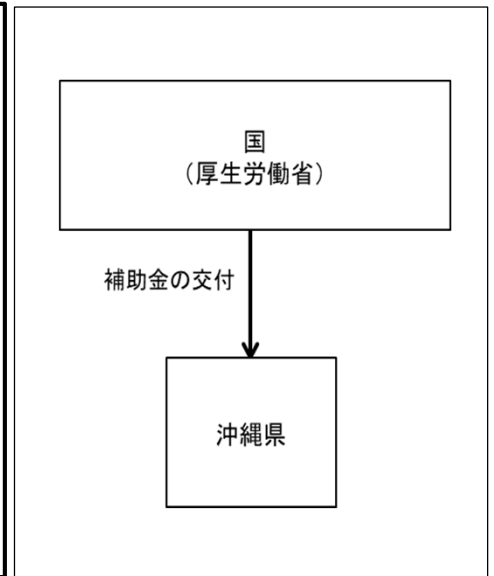 国
（厚生労働省）
補助金の交付
沖縄県